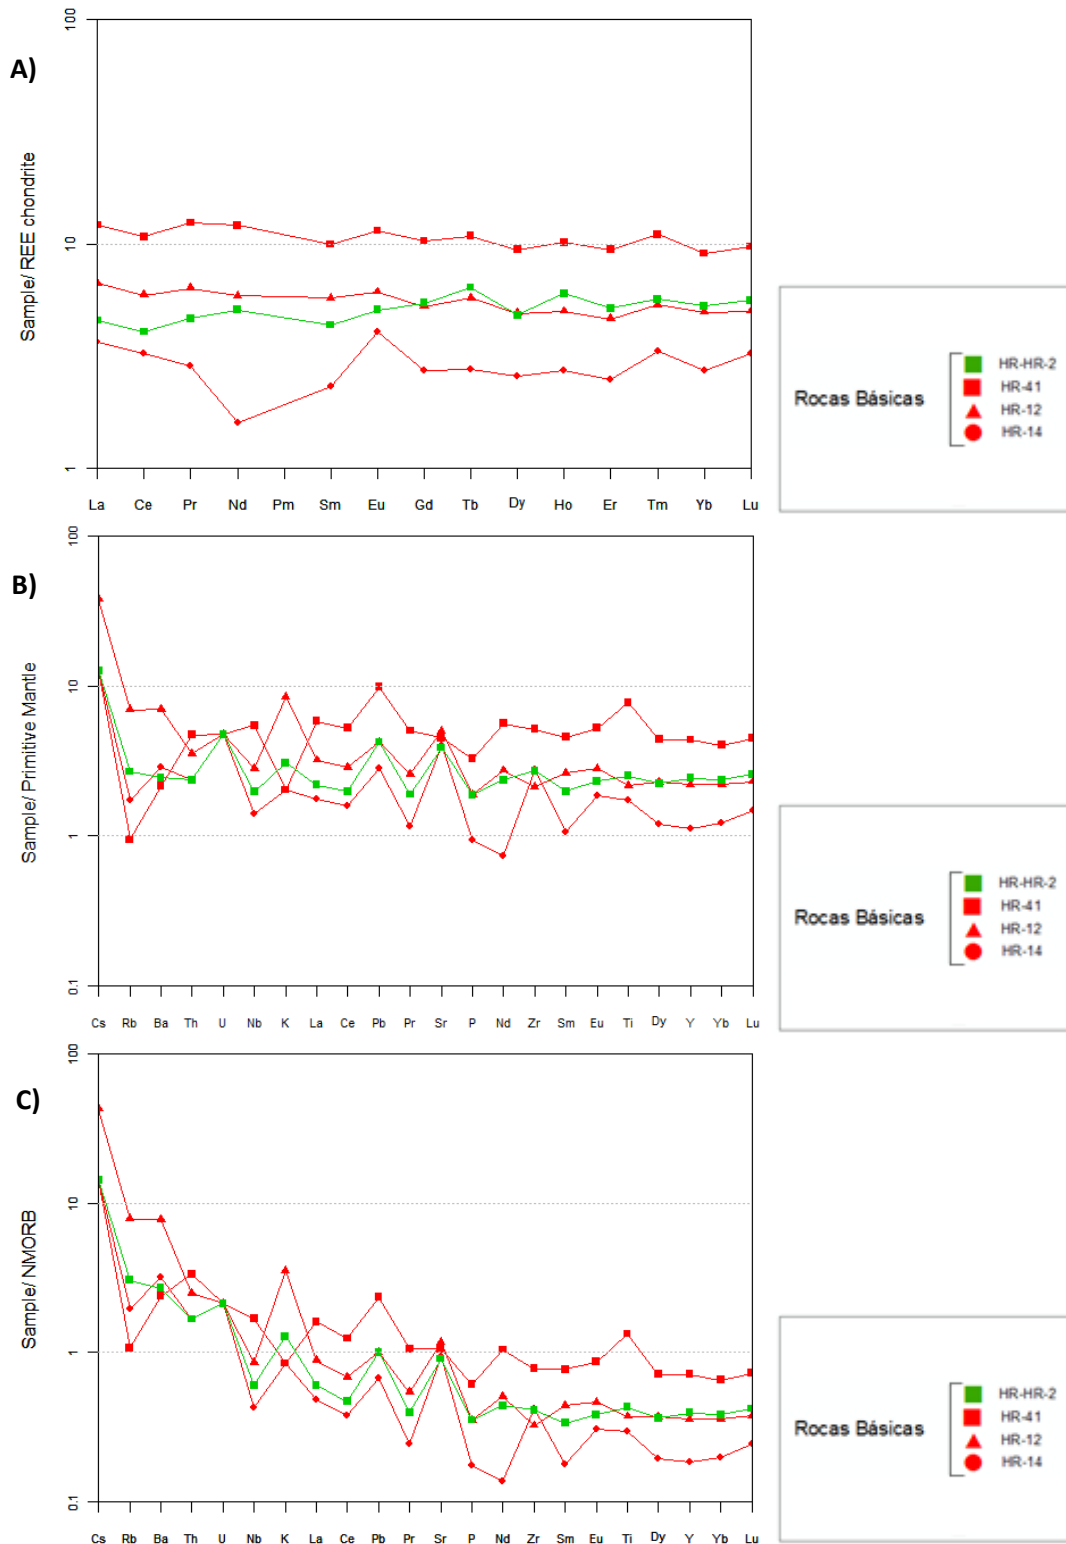 A)
Sample/ REE chondrite
100
10
1
La Ce Pr Nd Pm Sm Eu Gd Tb Dy Ho Er Tm Yb Lu
Rocas Básicas
HR-HR-2
HR-41
HR-12
HR-14
B)
Sample/ Primitive Mantle
100
10
1
0.1
Cs Rb Ba Th U Nb K La Ce Pb Pr Sr P Nd Zr Sm Eu Ti Dy Y Yb Lu
Rocas Básicas
HR-HR-2
HR-41
HR-12
HR-14
C)
Sample/ NMORB
100
10
1
0.1
Cs Rb Ba Th U Nb K La Ce Pb Pr Sr P Nd Zr Sm Eu Ti Dy Y Yb Lu
Rocas Básicas
HR-HR-2
HR-41
HR-12
HR-14